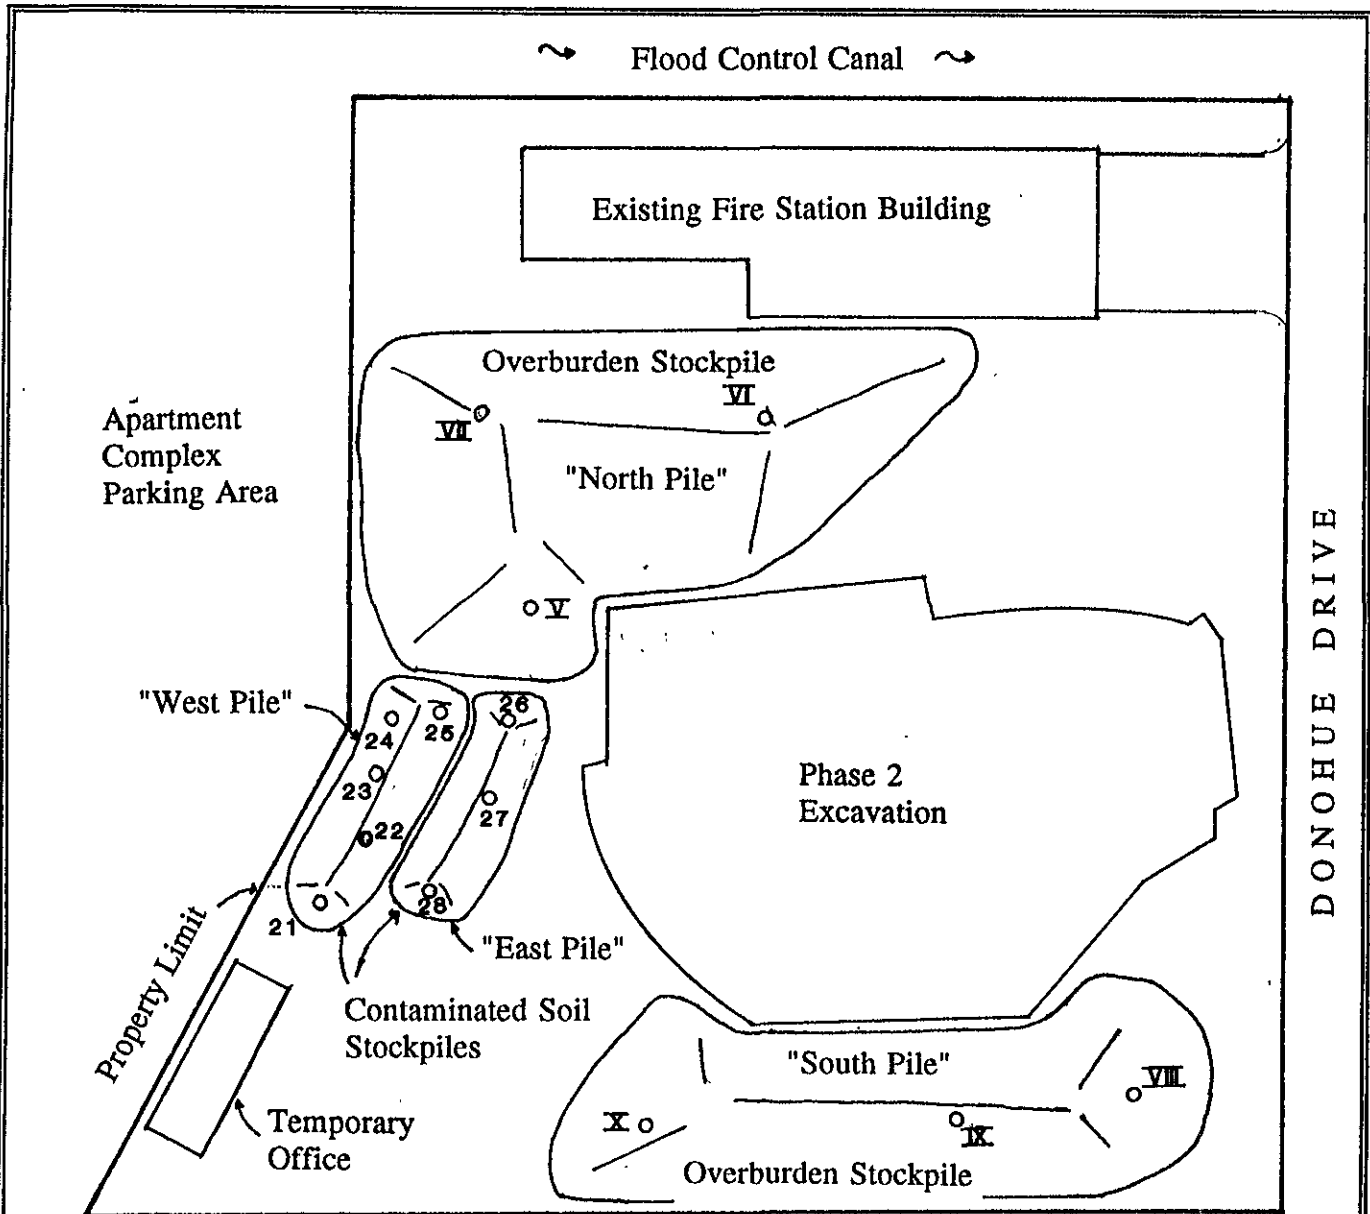 ~> Flood Control Canal ~>
Existing Fire Station Building
Overburden Stockpile
VI
VII
"North Pile"
Apartment
Complex
Parking Area
V
DONOHUE DRIVE
"West Pile"
24
25
26
23
27
22
Phase 2
Excavation
21
28
"East Pile"
Property Limit
Contaminated Soil
Stockpiles
"South Pile"
VIII
X
IX
Temporary
Office
Overburden Stockpile